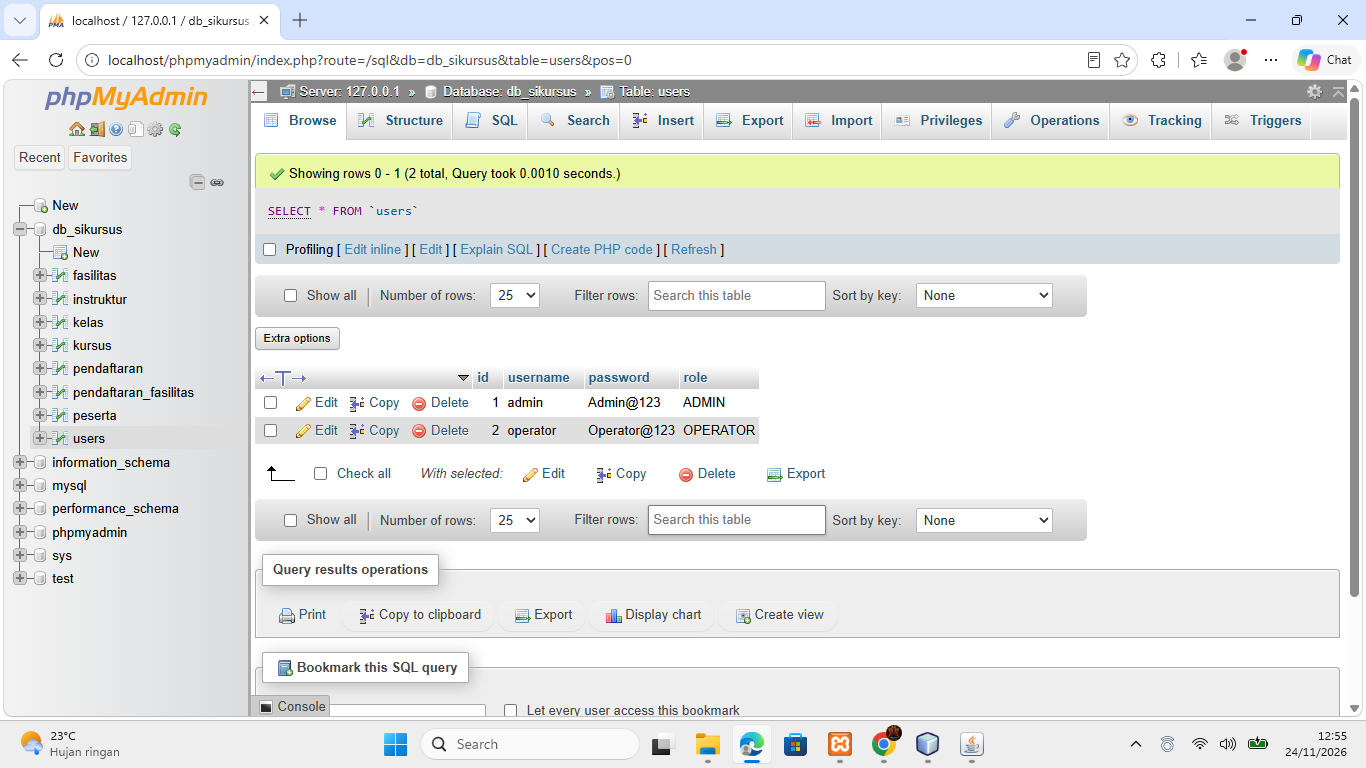 localhost / 127.0.0.1 / db_sikursus
localhost/phpmyadmin/index.php?route=/sql&db=db_sikursus&table=users&pos=0
Chat
phpMyAdmin
Recent Favorites
New
db_sikursus
New
fasilitas
instruktur
kelas
kursus
pendaftaran
pendaftaran_fasilitas
peserta
users
information_schema
mysql
performance_schema
phpmyadmin
sys
test
Server: 127.0.0.1 » Database: db_sikursus » Table: users
Browse Structure SQL Search Insert Export Import Privileges Operations Tracking Triggers
Showing rows 0 - 1 (2 total, Query took 0.0010 seconds.)
SELECT * FROM `users`
Profiling [ Edit inline ] [ Edit ] [ Explain SQL ] [ Create PHP code ] [ Refresh ]
Show all Number of rows: 25 Filter rows: Search this table Sort by key: None
Extra options
id username password role
Edit Copy Delete 1 admin Admin@123 ADMIN
Edit Copy Delete 2 operator Operator@123 OPERATOR
Check all With selected: Edit Copy Delete Export
Show all Number of rows: 25 Filter rows: Search this table Sort by key: None
Query results operations
Print Copy to clipboard Export Display chart Create view
Bookmark this SQL query
Console
Let every user access this bookmark
23°C
Hujan ringan
Search
12:55
24/11/2026